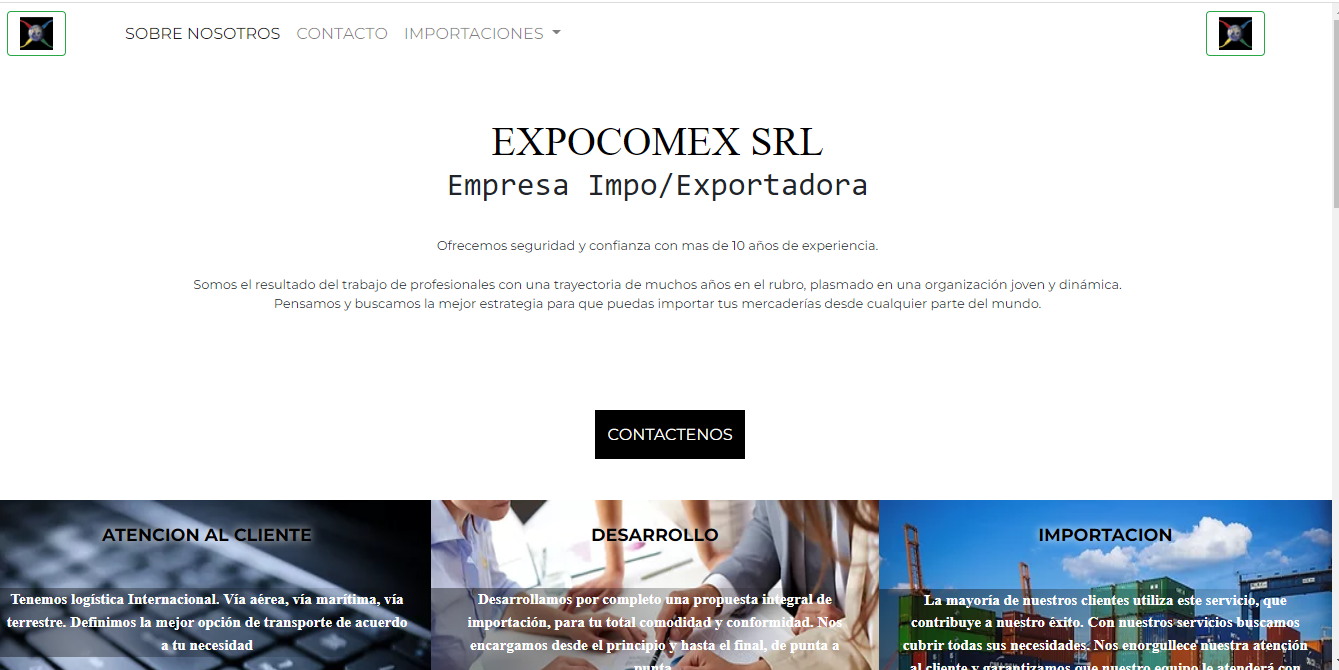 SOBRE NOSOTROS CONTACTO IMPORTACIONES
EXPOCOMEX SRL
Empresa Impo/Exportadora
Ofrecemos seguridad y confianza con mas de 10 años de experiencia.
Somos el resultado del trabajo de profesionales con una trayectoria de muchos años en el rubro, plasmado en una organización joven y dinámica.
Pensamos y buscamos la mejor estrategia para que puedas importar tus mercaderías desde cualquier parte del mundo.
CONTACTENOS
ATENCION AL CLIENTE
Tenemos logística Internacional. Vía aérea, vía marítima, vía
terrestre. Definimos la mejor opción de transporte de acuerdo
a tu necesidad
DESARROLLO
Desarrollamos por completo una propuesta integral de
importación, para tu total comodidad y conformidad. Nos
encargamos desde el principio y hasta el final, de punta a
punta
IMPORTACION
La mayoría de nuestros clientes utiliza este servicio, que
contribuye a nuestro éxito. Con nuestros servicios buscamos
cubrir todas sus necesidades. Nos enorgullece nuestra atención
al cliente y garantizamos que nuestro equipo le atenderá con